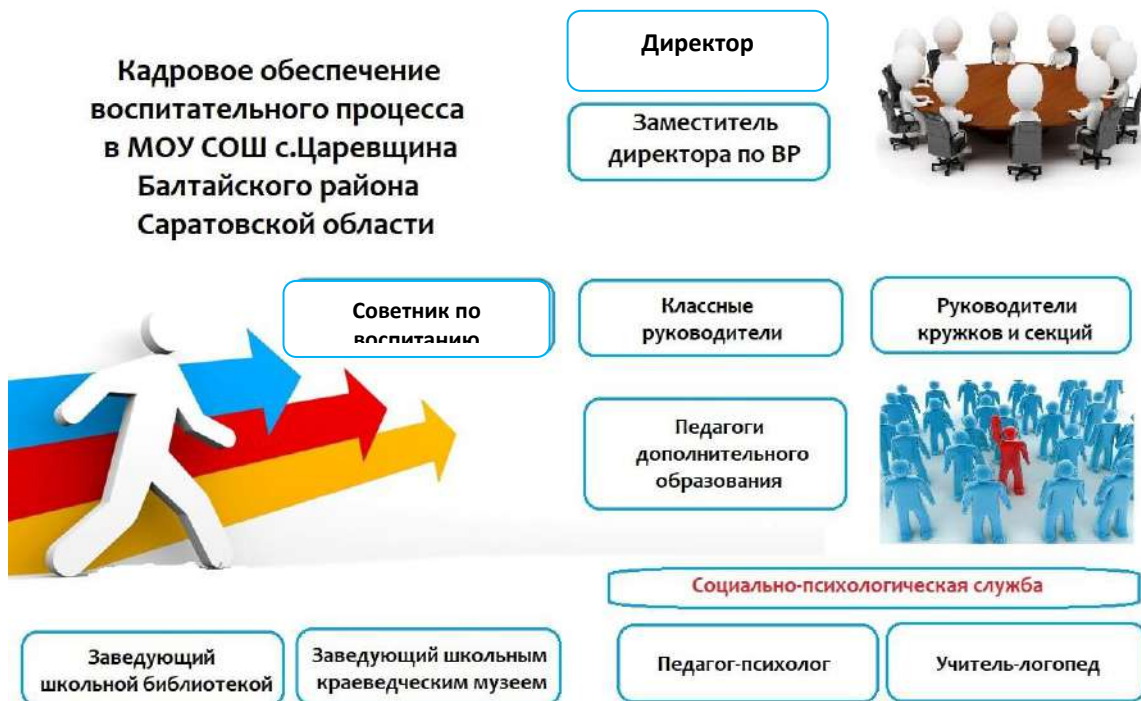 Кадровое обеспечение
воспитательного процесса
в МОУ СОШ с.Царевщина
Балтайского района
Саратовской области
Директор
Заместитель
директора по ВР
Советник по
воспитанию
Классные
руководители
Руководители
кружков и секций
Педагоги
дополнительного
образования
Социально-психологическая служба
Заведующий
школьной библиотекой
Заведующий школьным
краеведческим музеем
Педагог-психолог
Учитель-логопед